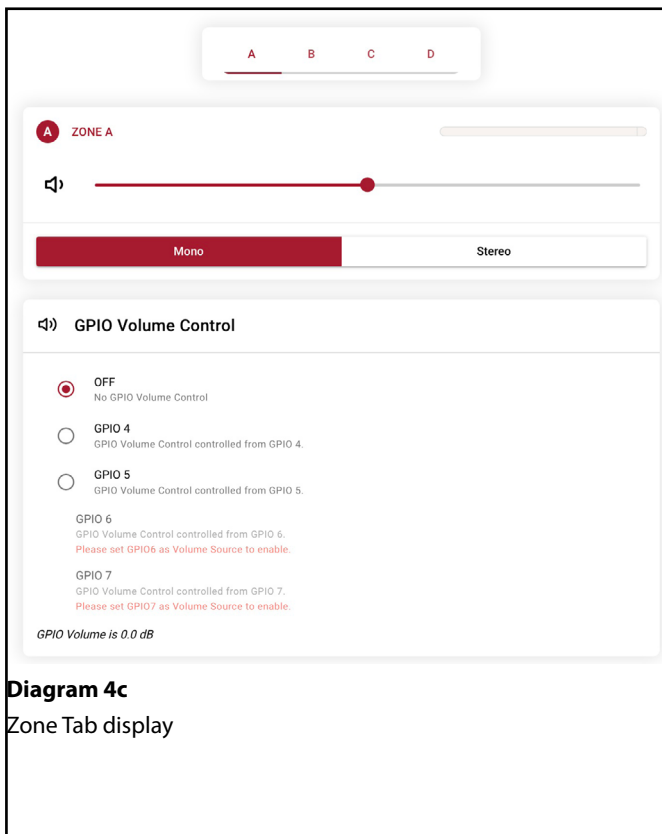 A B C D
A ZONE A
Mono Stereo
GPIO Volume Control
OFF
No GPIO Volume Control
GPIO 4
GPIO Volume Control controlled from GPIO 4.
GPIO 5
GPIO Volume Control controlled from GPIO 5.
GPIO 6
GPIO Volume Control controlled from GPIO 6.
Please set GPIO6 as Volume Source to enable.
GPIO 7
GPIO Volume Control controlled from GPIO 7.
Please set GPIO7 as Volume Source to enable.
GPIO Volume is 0.0 dB
Diagram 4c
Zone Tab display